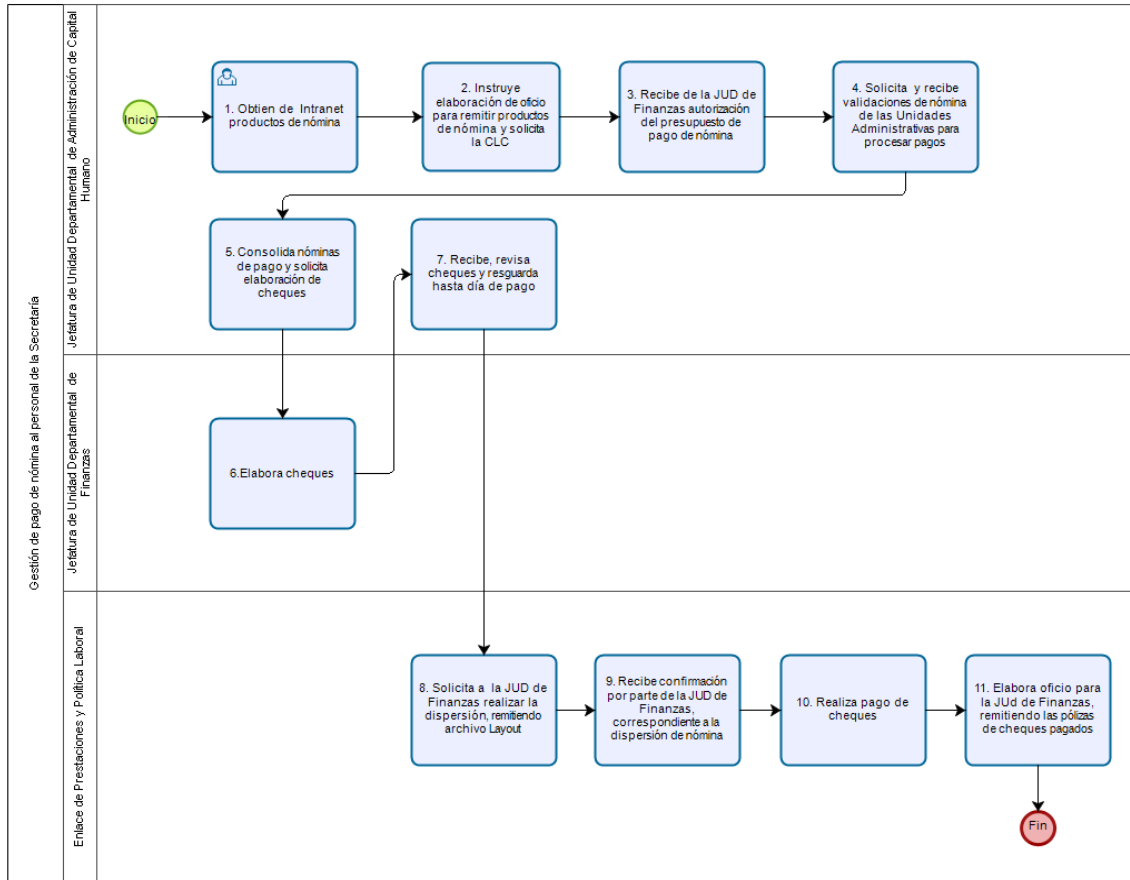 Gestión de pago de nómina al personal de la Secretaría
Jefatura de Unidad Departamental de Administración de Capital
Humano
Inicio
1. Obtien de Intranet
productos de nómina
2. Instruye
elaboración de oficio
para remitir productos
de nómina y solicita
la CLC
3. Recibe de la JUD de
Finanzas autorización
del presupuesto de
pago de nómina
4. Solicita y recibe
validaciones de nómina
de las Unidades
Administrativas para
procesar pagos
5. Consolida nóminas
de pago y solicita
elaboración de
cheques
7. Recibe, revisa
cheques y resguarda
hasta día de pago
Jefatura de Unidad Departamental de
Finanzas
6.Elabora cheques
Enlace de Prestaciones y Política Laboral
8. Solicita a la JUD de
Finanzas realizar la
dispersión, remitiendo
archivo Layout
9. Recibe confirmación
por parte de la JUD de
Finanzas,
correspondiente a la
dispersión de nómina
10. Realiza pago de
cheques
11. Elabora oficio para
la JUd de Finanzas,
remitiendo las pólizas
de cheques pagados
Fin